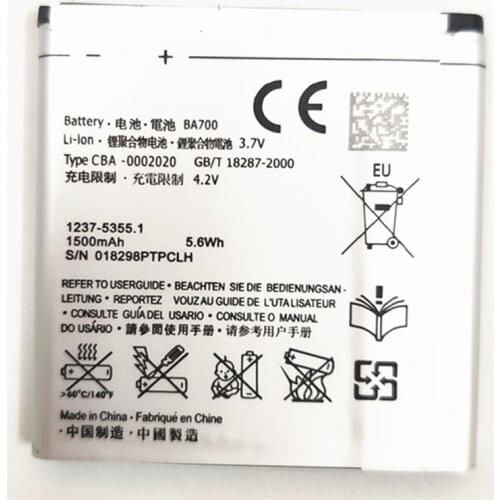 - +
CE
Battery · 电池 · 電池 BA700
Li-Ion · 锂聚合物电池 · 鋰聚合物電池 3.7V
Type CBA -0002020 GB/T 18287-2000
充电限制 · 充電限制 4.2V
EU
1237-5355.1
1500mAh 5.6Wh
S/N 018298PTPCLH
REFER TO USERGUIDE · BEACHTEN SIE DIE BEDIENUNGSAN-
LEITUNG · REPORTEZ VOUZ AU GUIDE DE L'UTALISATEUR
CONSULTE O GUÍA DEL USARIO · CONSULTE O MANUAL
DO USÁRIO · 請參閱使用手册 · 请参考用户手册
>60°C/140°F
Made in China · Fabriqué en Chine
中国制造 · 中國製造